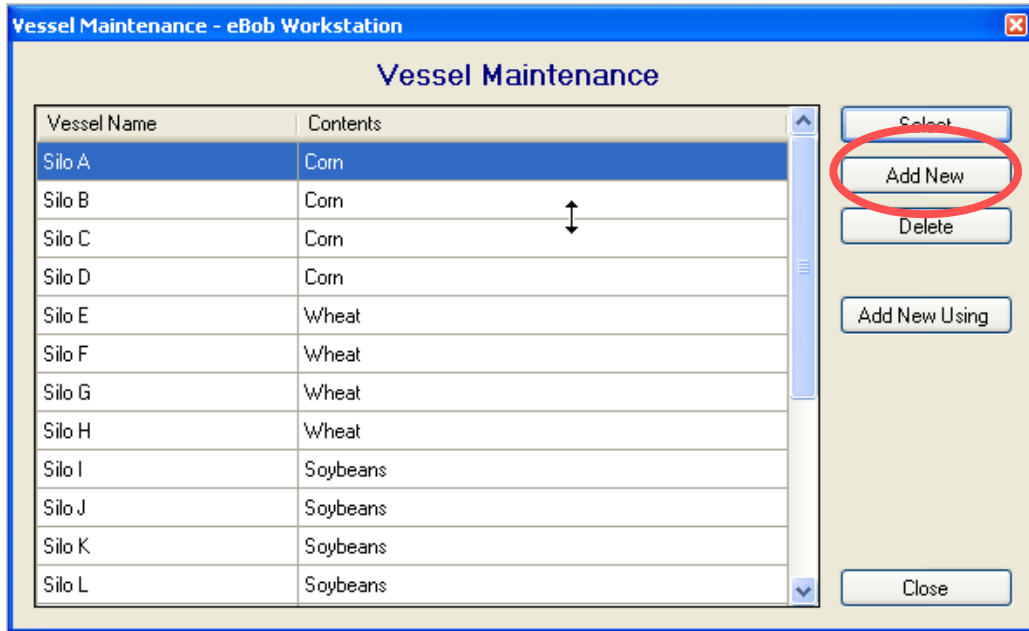 Vessel Maintenance - eBob Workstation
Vessel Maintenance
Vessel Name Contents
Silo A Corn
Silo B Corn
Silo C Corn
Silo D Corn
Silo E Wheat
Silo F Wheat
Silo G Wheat
Silo H Wheat
Silo I Soybeans
Silo J Soybeans
Silo K Soybeans
Silo L Soybeans
Select
Add New
Delete
Add New Using
Close